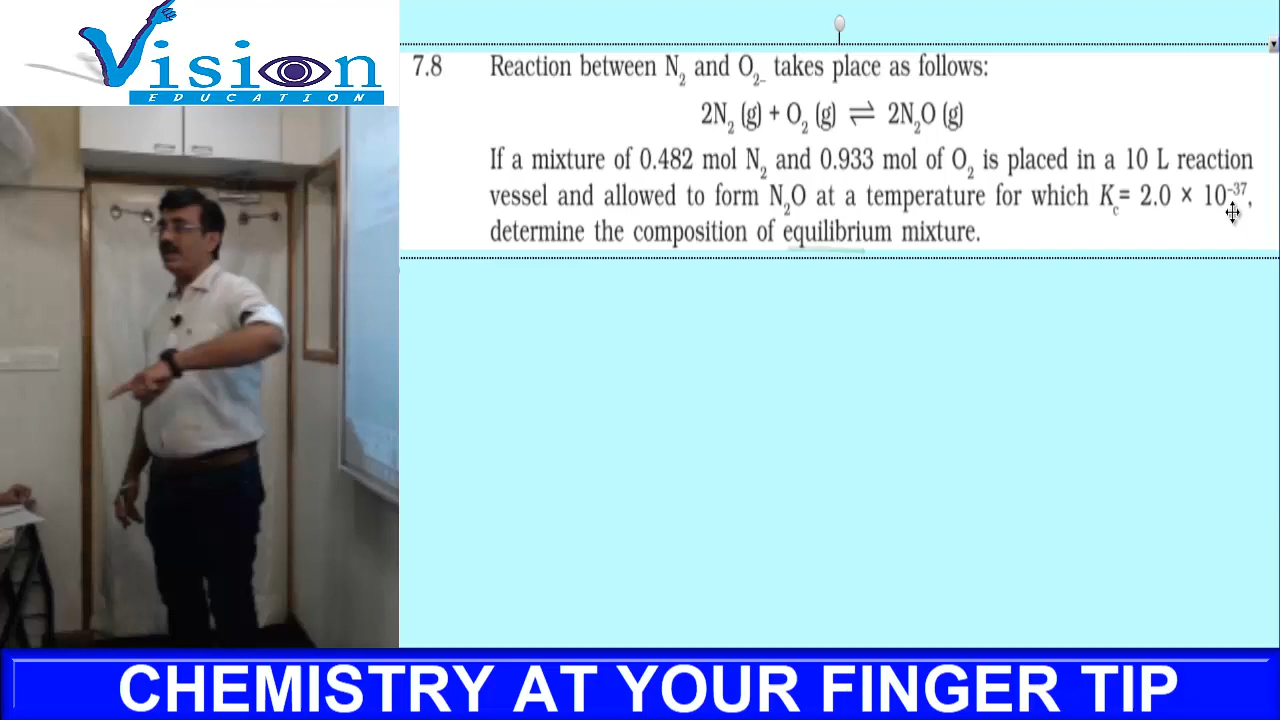 Vision
EDUCATION
7.8 Reaction between N₂ and O₂₋ takes place as follows:
2N₂ (g) + O₂ (g) ⇌ 2N₂O (g)
If a mixture of 0.482 mol N₂ and 0.933 mol of O₂ is placed in a 10 L reaction
vessel and allowed to form N₂O at a temperature for which K_c= 2.0 × 10⁻³⁷,
determine the composition of equilibrium mixture.
CHEMISTRY AT YOUR FINGER TIP